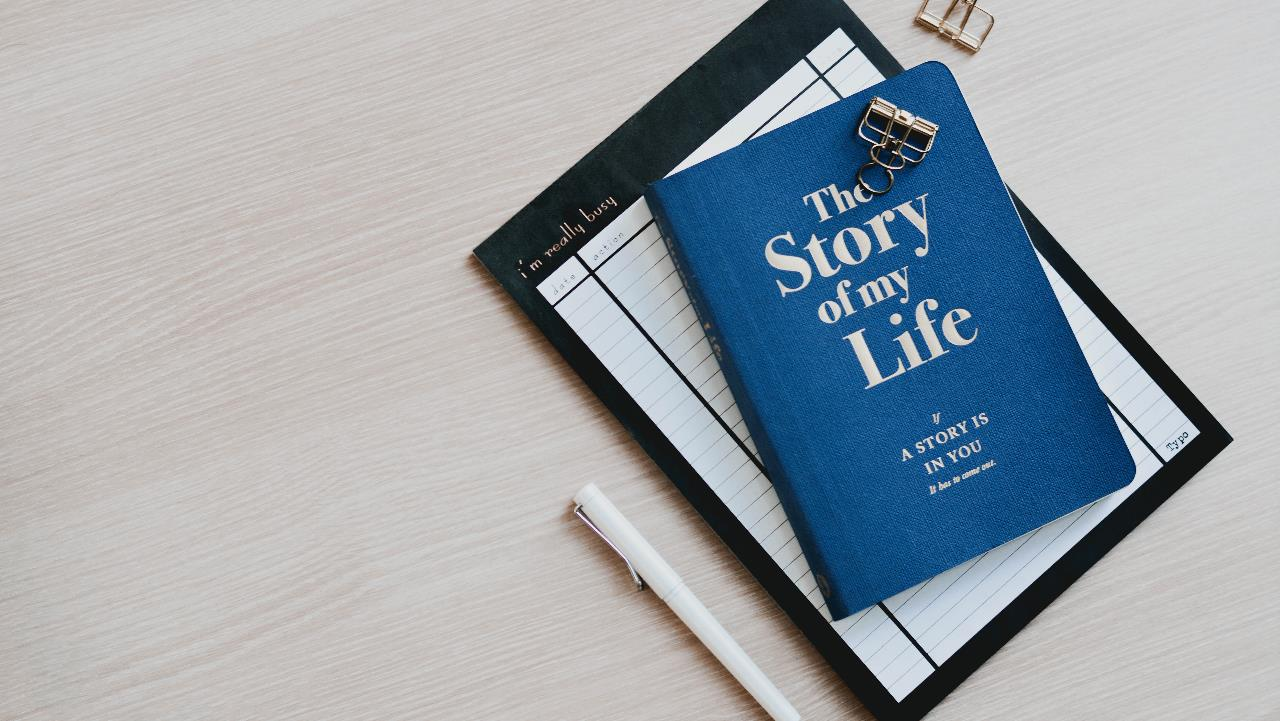 i'm really busy
date
action
The
Story
of my
Life
If
A STORY IS
IN YOU
It has to come out.
Typo